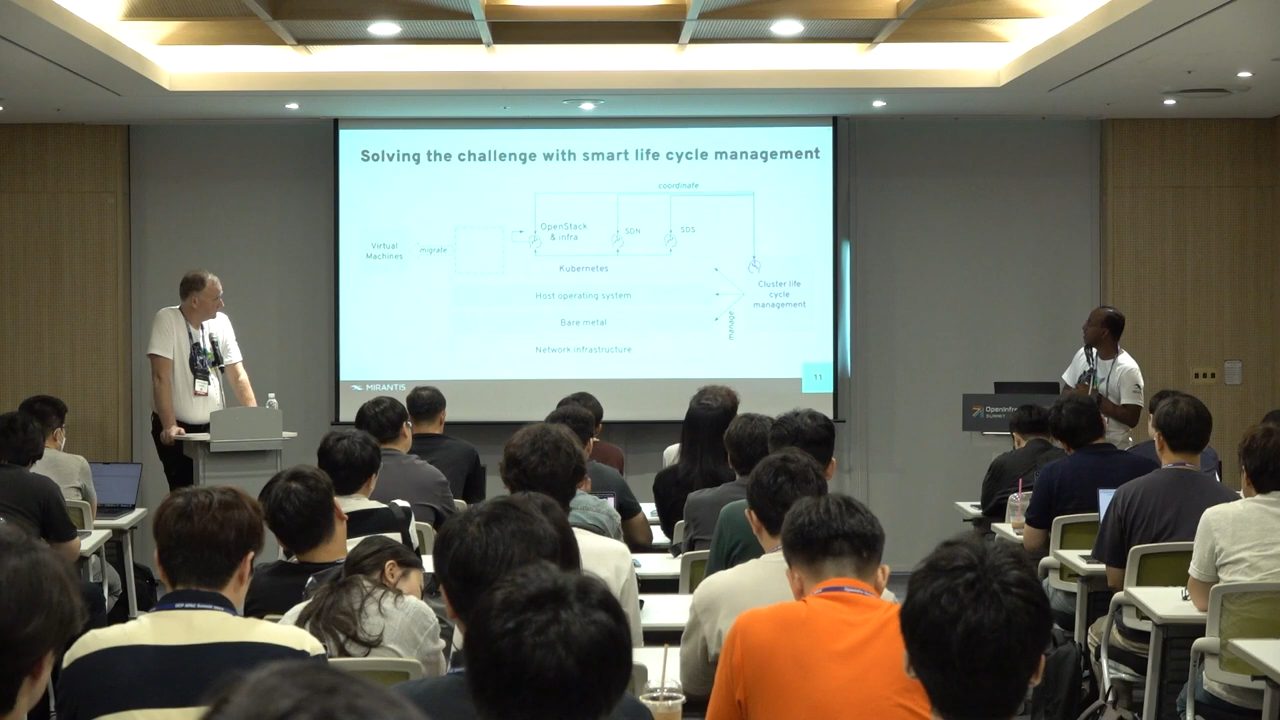 Solving the challenge with smart life cycle management
coordinate
OpenStack
& infra
SDN
SDS
Virtual
Machines
migrate
Kubernetes
Host operating system
Bare metal
Network infrastructure
Cluster life
cycle
management
manage
MIRANTIS
11
OpenInfra
SUMMIT